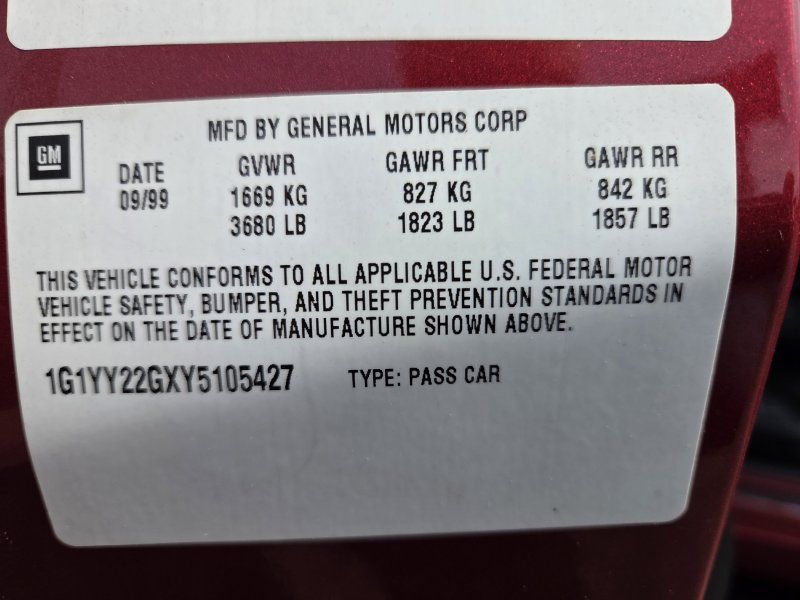 GM
MFD BY GENERAL MOTORS CORP
DATE GVWR GAWR FRT GAWR RR
09/99 1669 KG 827 KG 842 KG
3680 LB 1823 LB 1857 LB
THIS VEHICLE CONFORMS TO ALL APPLICABLE U.S. FEDERAL MOTOR
VEHICLE SAFETY, BUMPER, AND THEFT PREVENTION STANDARDS IN
EFFECT ON THE DATE OF MANUFACTURE SHOWN ABOVE.
1G1YY22GXY5105427 TYPE: PASS CAR